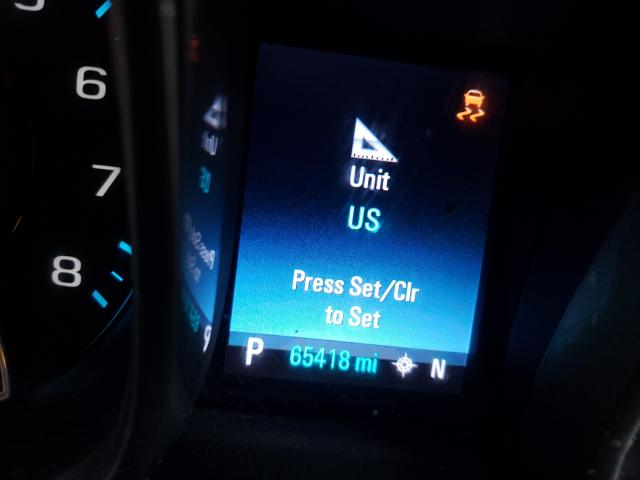 6
7
8
Unit
US
Press Set/Clr
to Set
P 65418 mi N